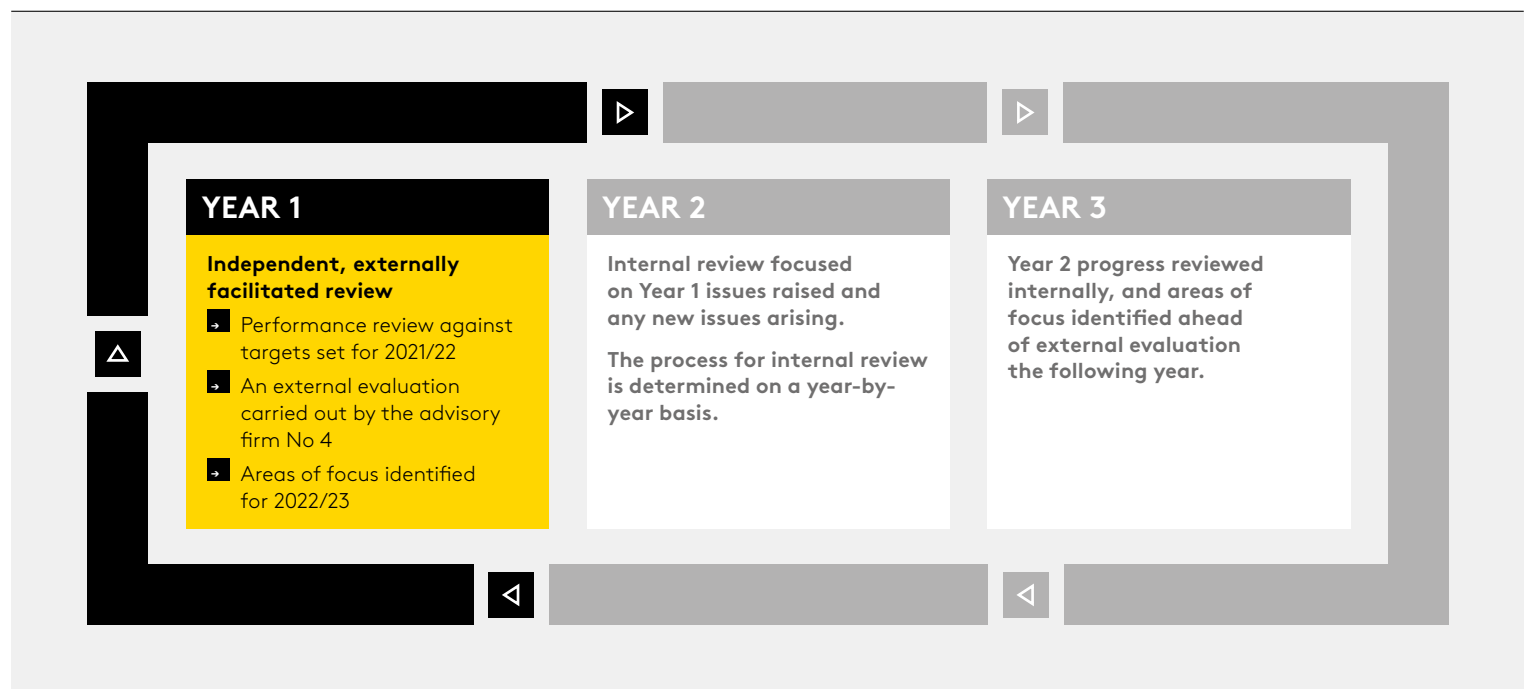 YEAR 1
Independent, externally
facilitated review
Performance review against
targets set for 2021/22
An external evaluation
carried out by the advisory
firm No 4
Areas of focus identified
for 2022/23
YEAR 2
Internal review focused
on Year 1 issues raised and
any new issues arising.
The process for internal review
is determined on a year-by-
year basis.
YEAR 3
Year 2 progress reviewed
internally, and areas of
focus identified ahead
of external evaluation
the following year.